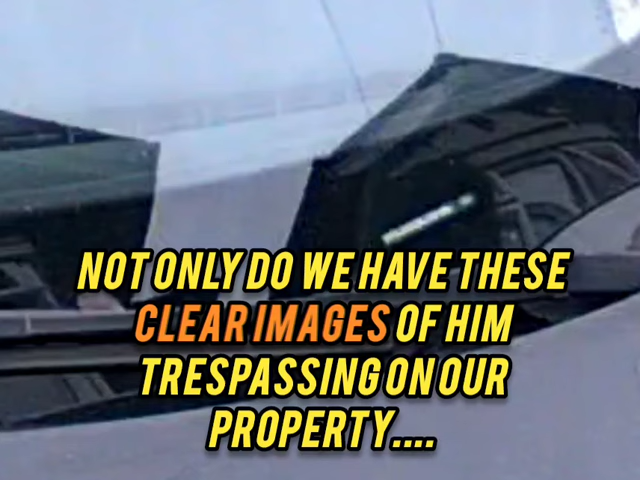 NOT ONLY DO WE HAVE THESE
CLEAR IMAGES OF HIM
TRESPASSING ON OUR
PROPERTY....